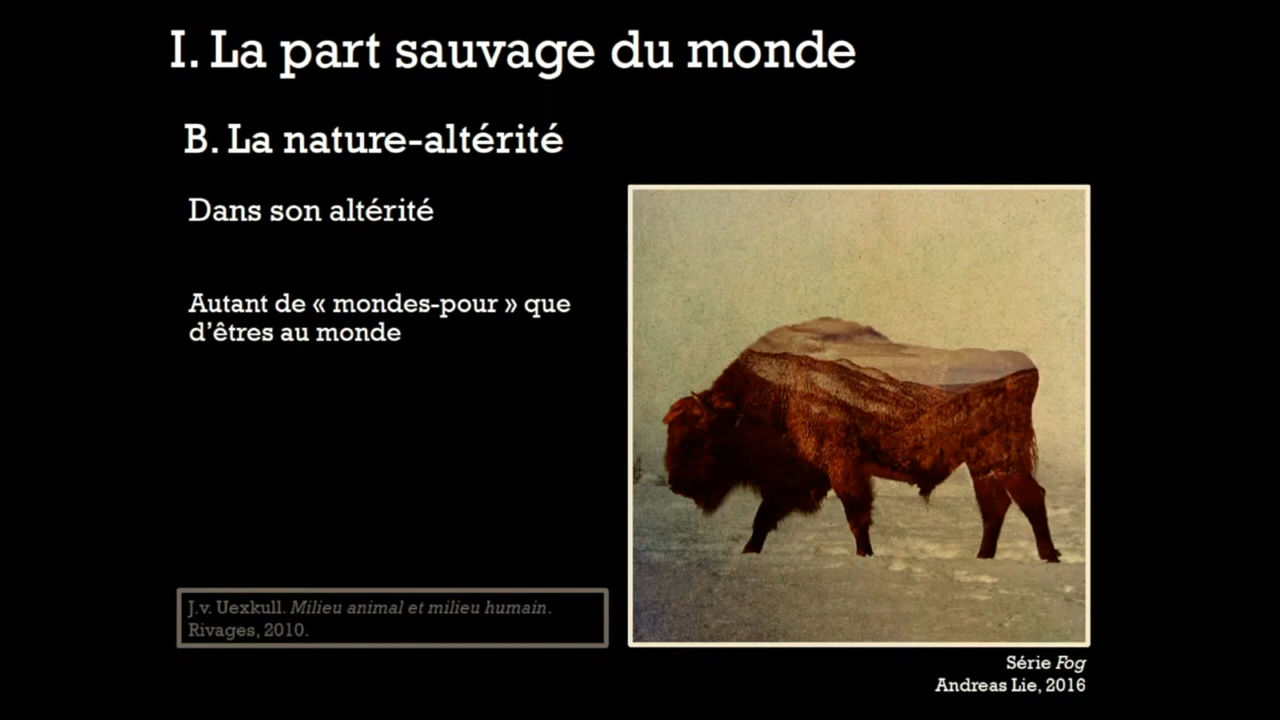 I. La part sauvage du monde
B. La nature-altérité
Dans son altérité
Autant de « mondes-pour » que
d'êtres au monde
J.v. Uexkull. Milieu animal et milieu humain.
Rivages, 2010.
Série Fog
Andreas Lie, 2016